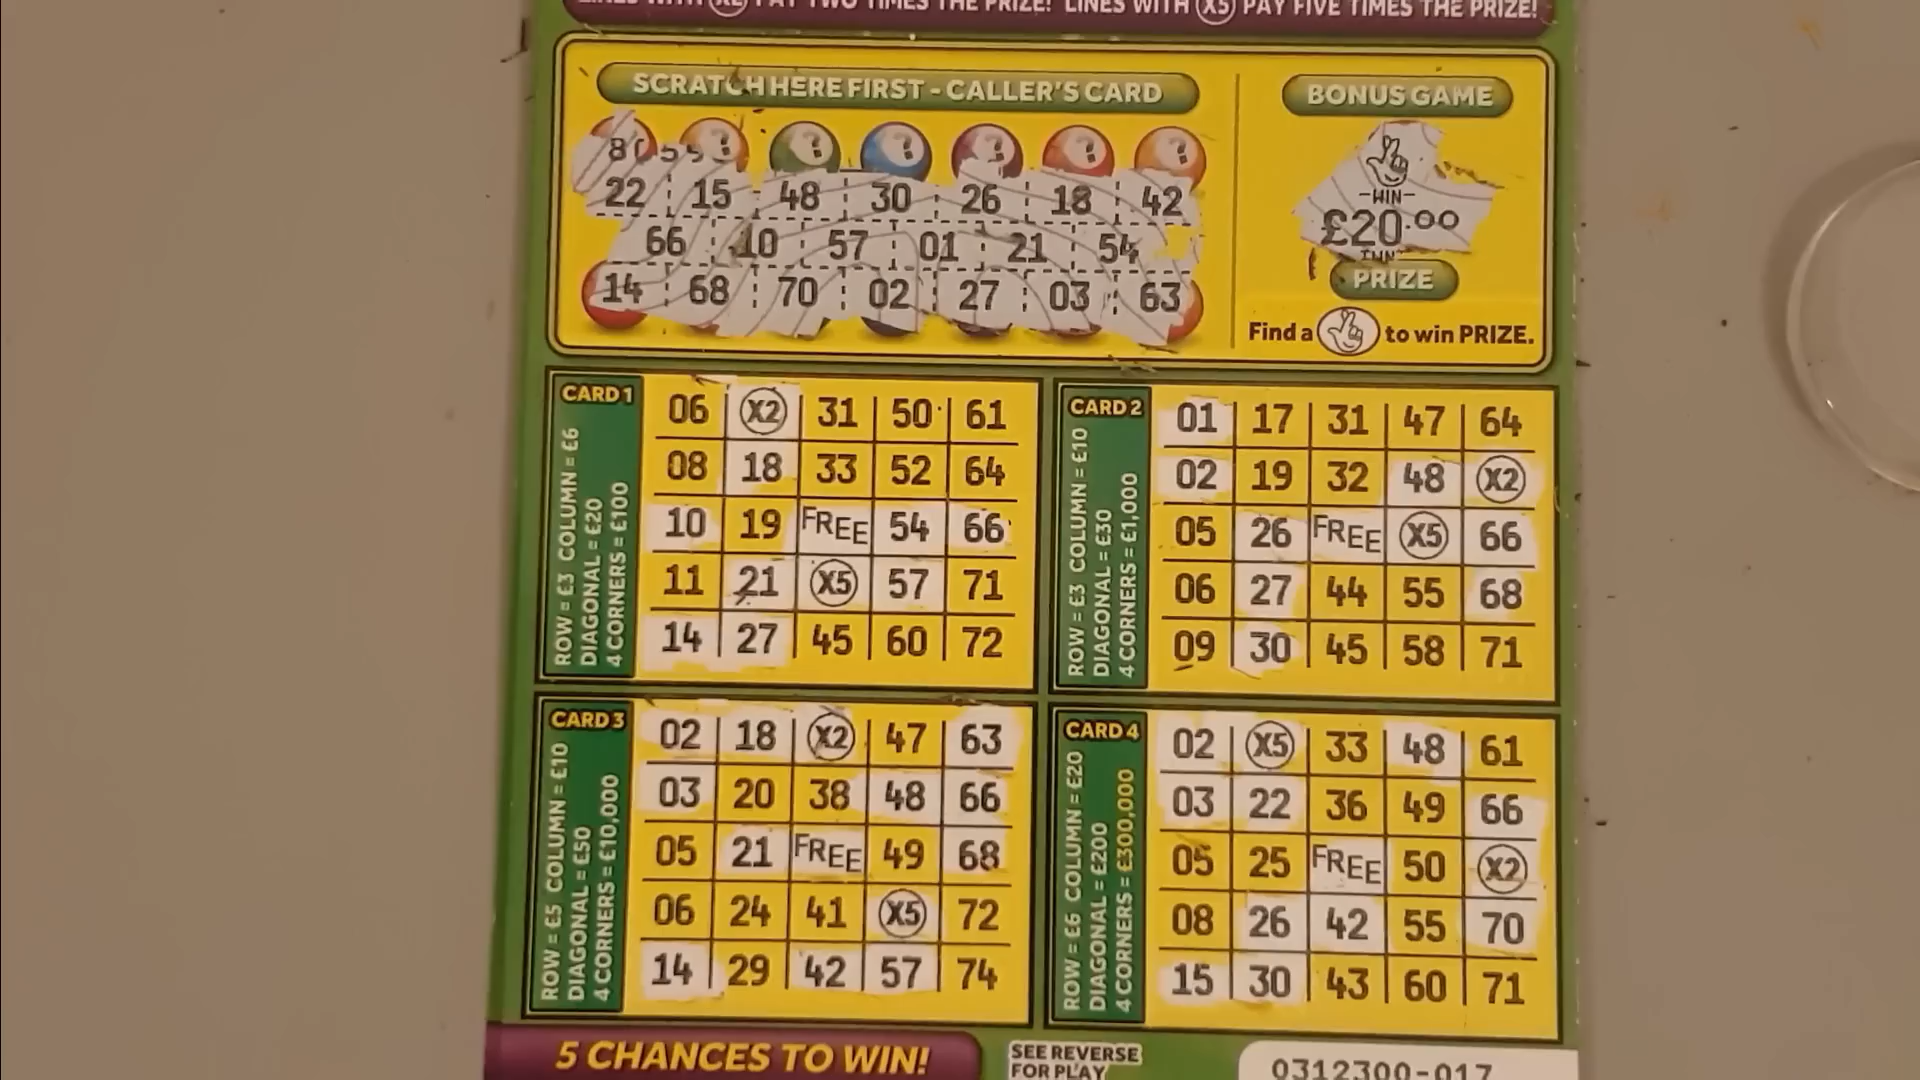 LINES WITH X2 PAY TWO TIMES THE PRIZE! LINES WITH X5 PAY FIVE TIMES THE PRIZE!
SCRATCH HERE FIRST - CALLER'S CARD
22 15 48 30 26 18 42
66 10 57 01 21 54
14 68 70 02 27 03 63
BONUS GAME
-WIN-
£20.00
PRIZE
Find a to win PRIZE.
CARD 1
ROW = £3 COLUMN = £6
DIAGONAL = £20
4 CORNERS = £100
06 X2 31 50 61
08 18 33 52 64
10 19 FREE 54 66
11 21 X5 57 71
14 27 45 60 72
CARD 2
ROW = £3 COLUMN = £10
DIAGONAL = £30
4 CORNERS = £1,000
01 17 31 47 64
02 19 32 48 X2
05 26 FREE X5 66
06 27 44 55 68
09 30 45 58 71
CARD 3
ROW = £5 COLUMN = £10
DIAGONAL = £50
4 CORNERS = £10,000
02 18 X2 47 63
03 20 38 48 66
05 21 FREE 49 68
06 24 41 X5 72
14 29 42 57 74
CARD 4
ROW = £6 COLUMN = £20
DIAGONAL = £200
4 CORNERS = £300,000
02 X5 33 48 61
03 22 36 49 66
05 25 FREE 50 X2
08 26 42 55 70
15 30 43 60 71
5 CHANCES TO WIN!
SEE REVERSE
FOR PLAY
0312300-017